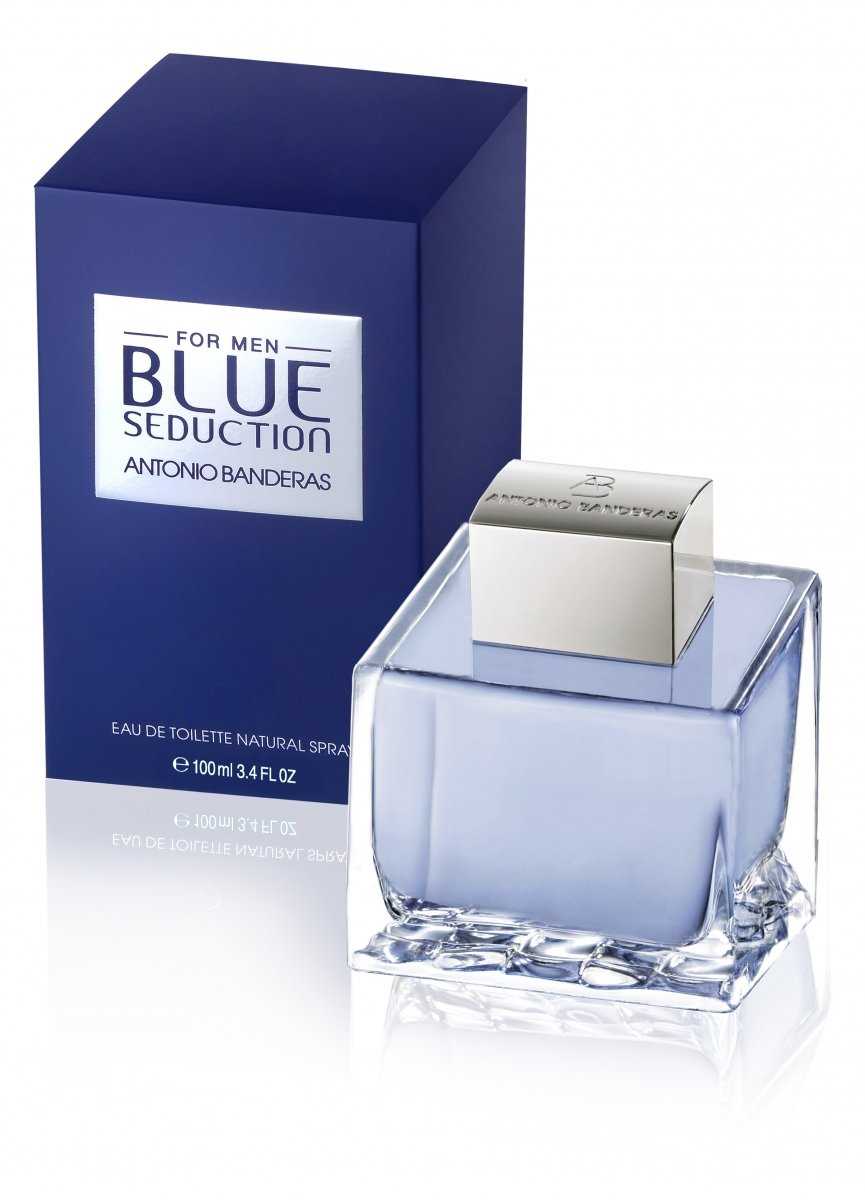 FOR MEN
BLUE
SEDUCTION
ANTONIO BANDERAS
EAU DE TOILETTE NATURAL SPRAY
℮ 100 ml 3.4 FL OZ
AB
ANTONIO BANDERAS